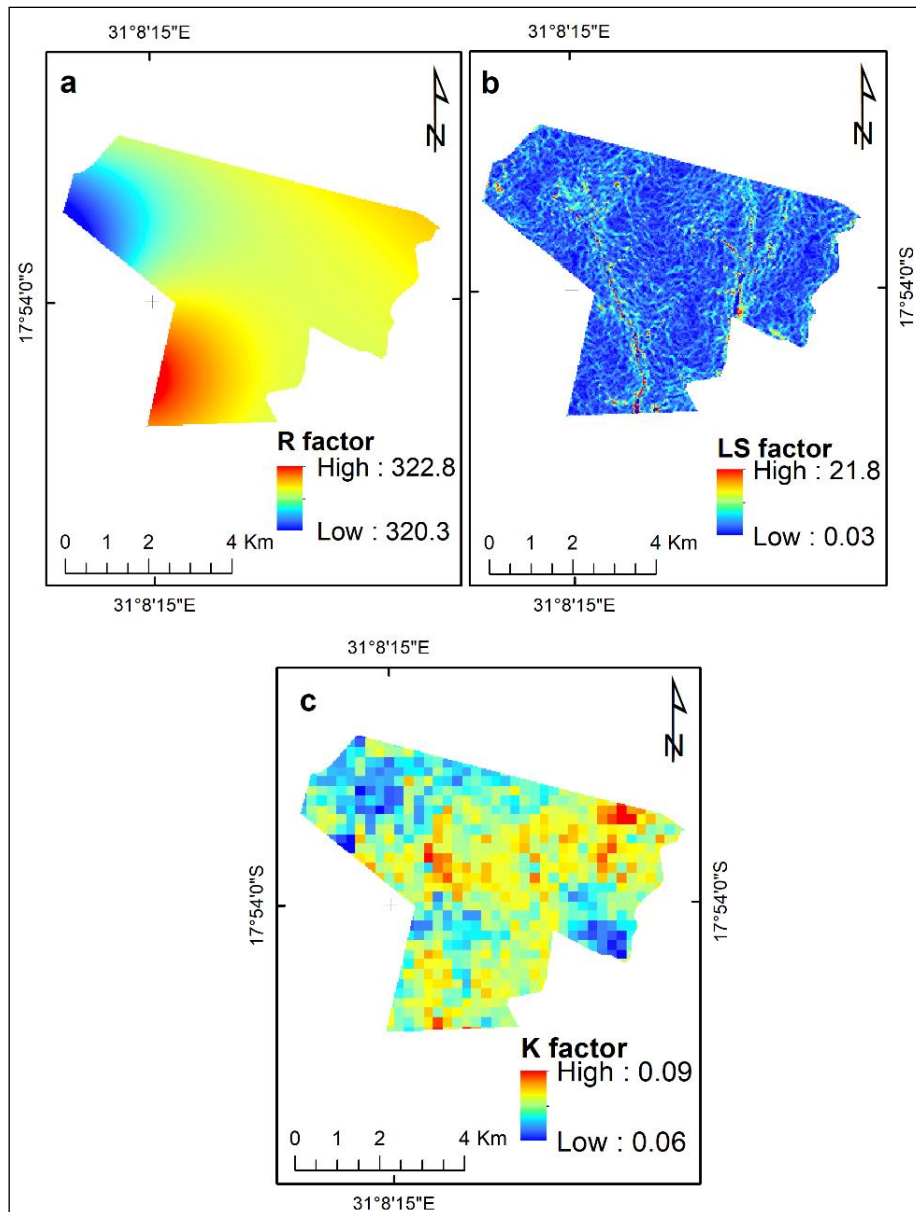 31°8'15"E
31°8'15"E
a
b
N
N
17°54'0"S
17°54'0"S
R factor
High : 322.8
Low : 320.3
LS factor
High : 21.8
Low : 0.03
0 1 2 4 Km
0 1 2 4 Km
31°8'15"E
31°8'15"E
31°8'15"E
c
N
17°54'0"S
17°54'0"S
K factor
High : 0.09
Low : 0.06
0 1 2 4 Km
31°8'15"E